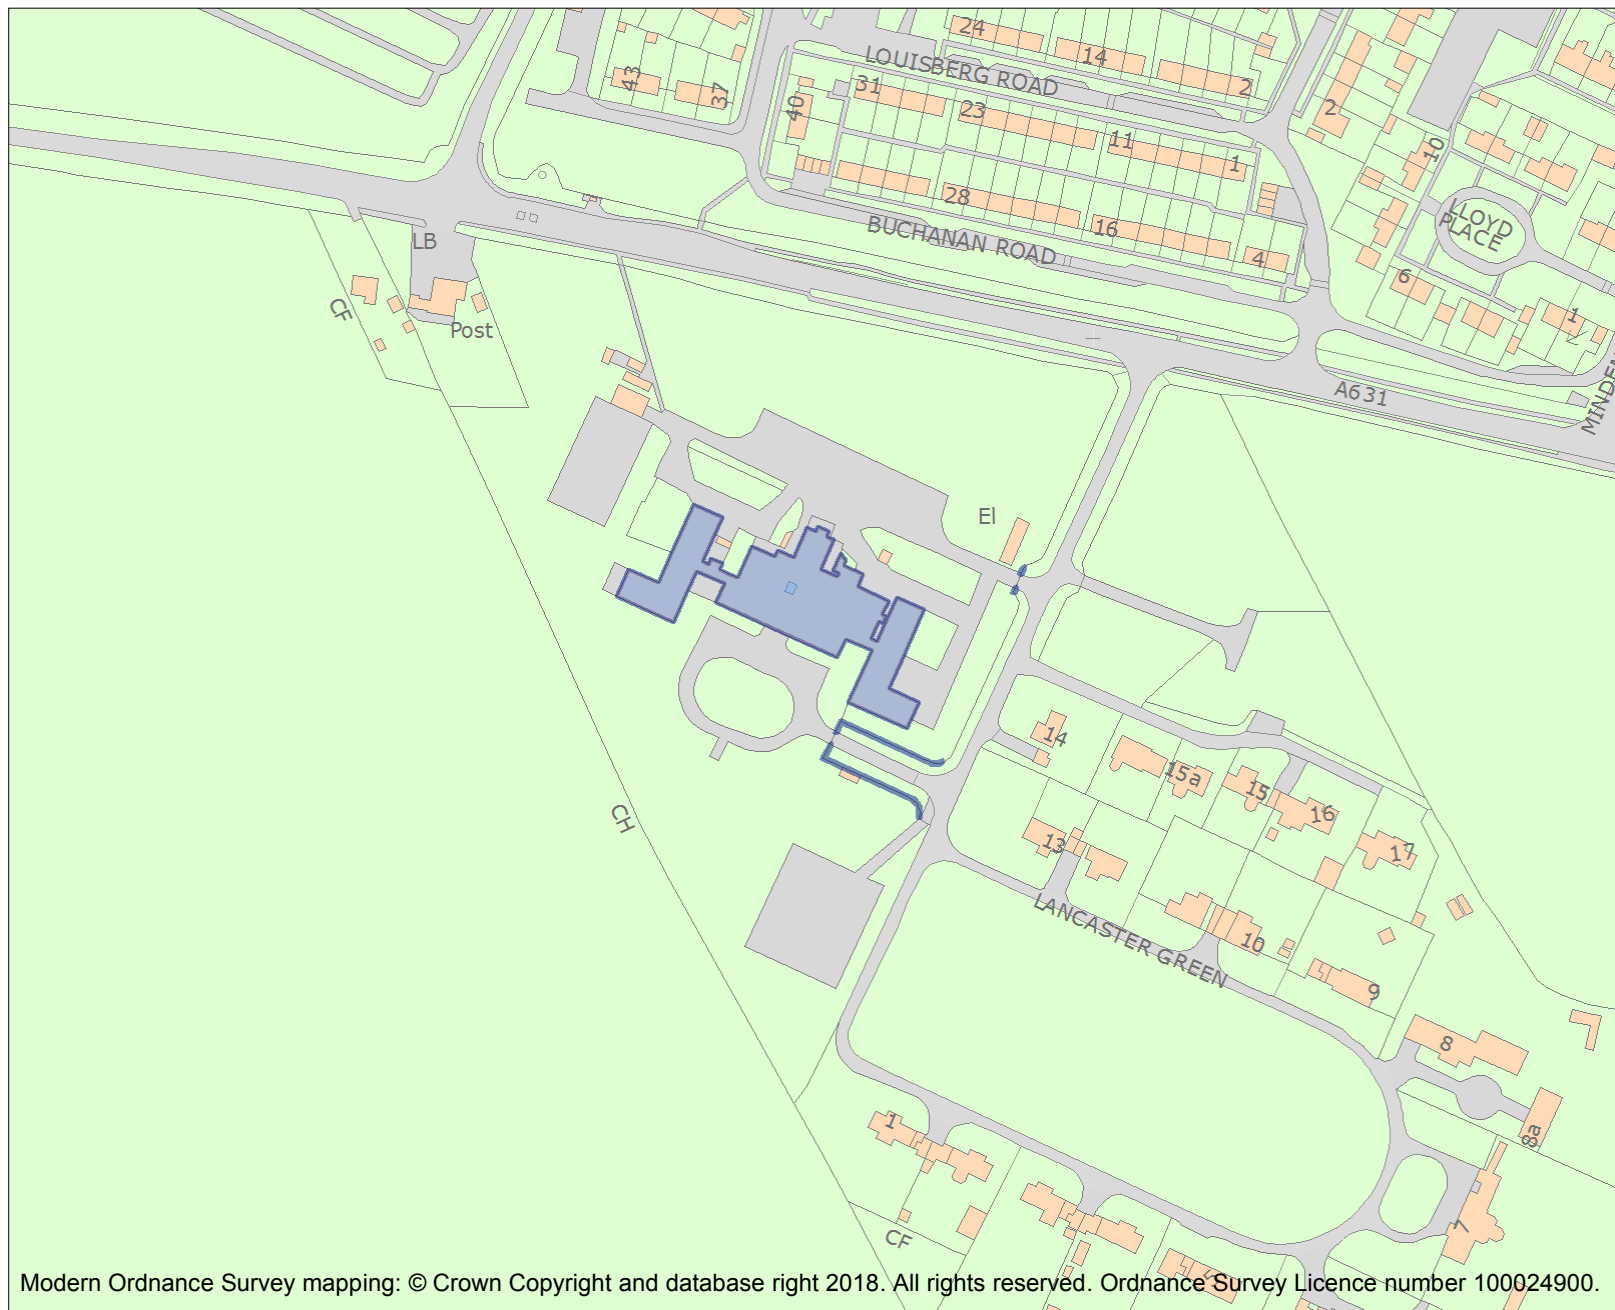 24
14
2
LOUISBERG ROAD
43
37
40
31
23
11
1
2
10
28
16
4
BUCHANAN ROAD
LLOYD
PLACE
6
1
LB
CF
Post
A631
MINDEN
El
14
15a
15
16
17
13
CH
10
9
LANCASTER GREEN
8
8a
1
7
CF
5
Modern Ordnance Survey mapping: © Crown Copyright and database right 2018. All rights reserved. Ordnance Survey Licence number 100024900.